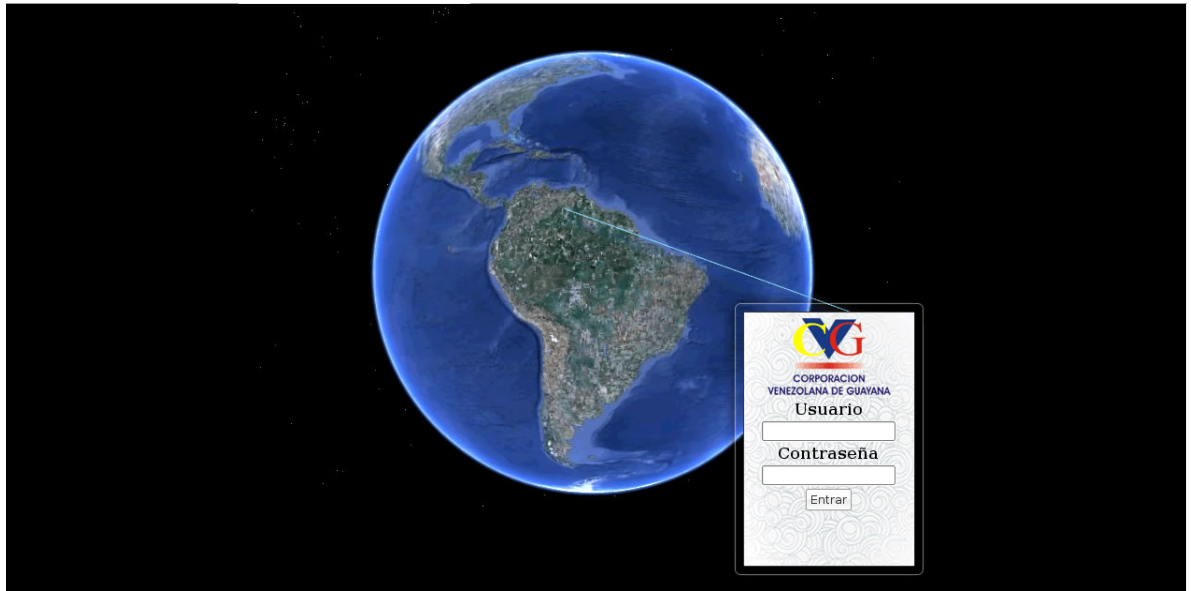 CVG
CORPORACION
VENEZOLANA DE GUAYANA
Usuario
Contraseña
Entrar